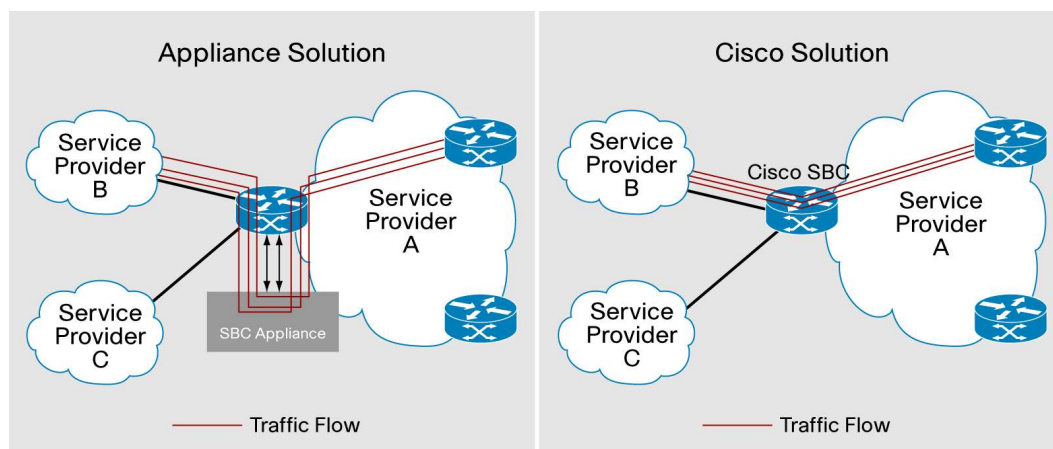 Appliance Solution
Service
Provider
B
Service
Provider
A
Service
Provider
C
SBC Appliance
Traffic Flow
Cisco Solution
Service
Provider
B
Cisco SBC
Service
Provider
A
Service
Provider
C
Traffic Flow